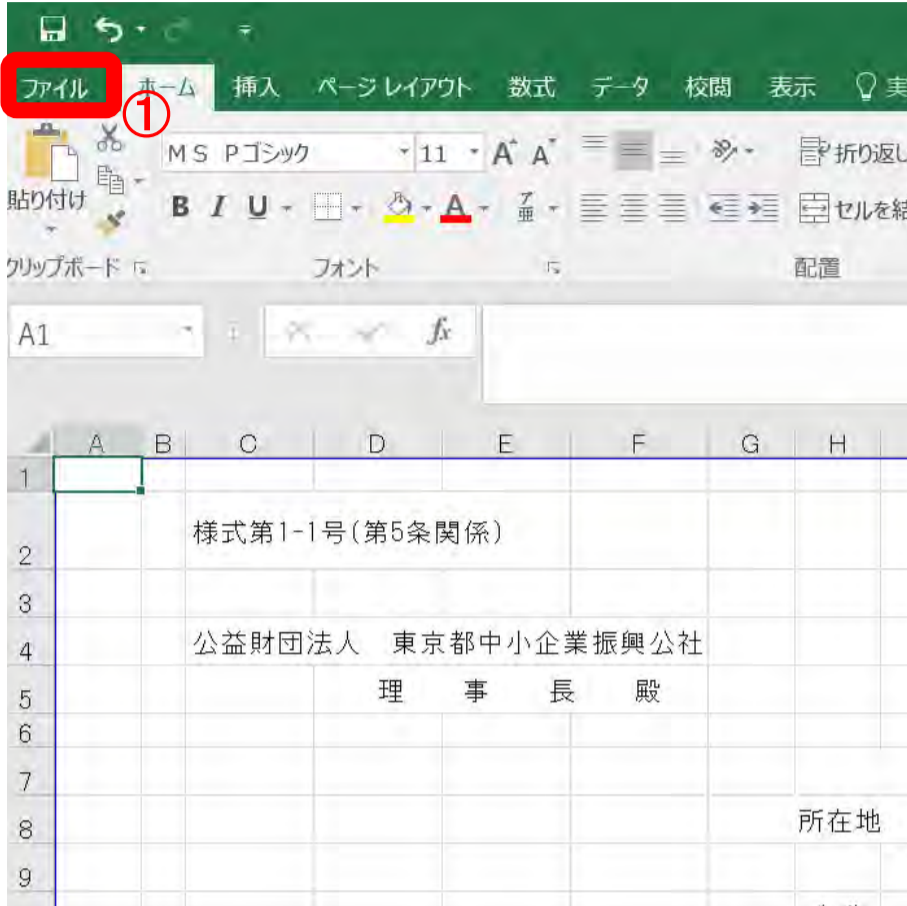 ファイル ホーム 挿入 ページ レイアウト 数式 データ 校閲 表示 実
①
MS Pゴシック 11 A A 折り返し
貼り付け B I U A ア亜 セルを結
クリップボード フォント 配置
A1 fx
A B C D E F G H
1
2 様式第1-1号(第5条関係)
3
4 公益財団法人 東京都中小企業振興公社
5 理 事 長 殿
6
7
8 所在地
9